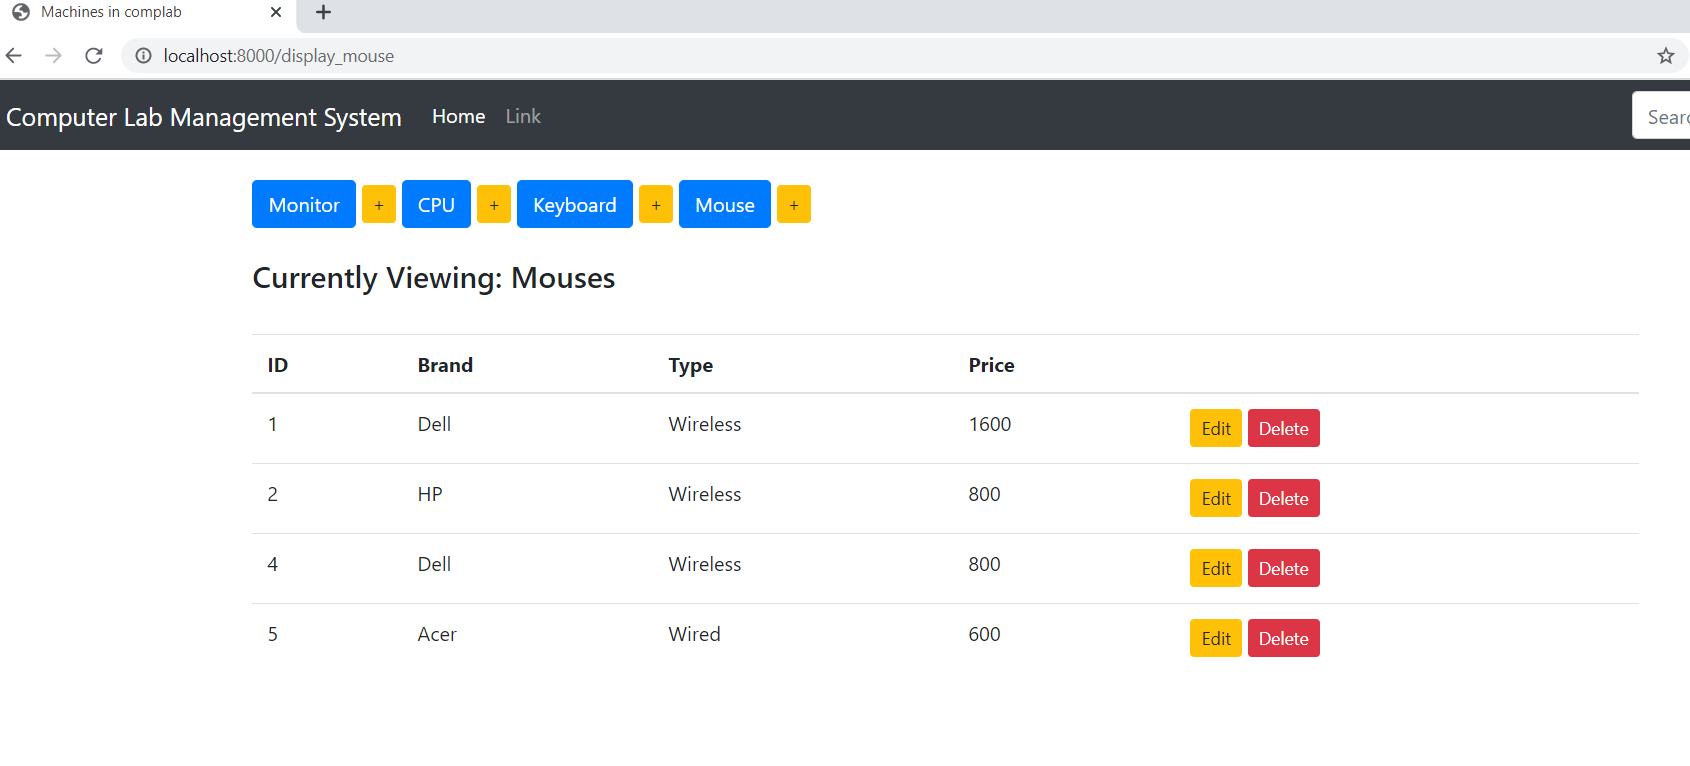 Machines in complab
localhost:8000/display_mouse
Computer Lab Management System Home Link Searc
Monitor + CPU + Keyboard + Mouse +
Currently Viewing: Mouses
ID Brand Type Price
1 Dell Wireless 1600 Edit Delete
2 HP Wireless 800 Edit Delete
4 Dell Wireless 800 Edit Delete
5 Acer Wired 600 Edit Delete